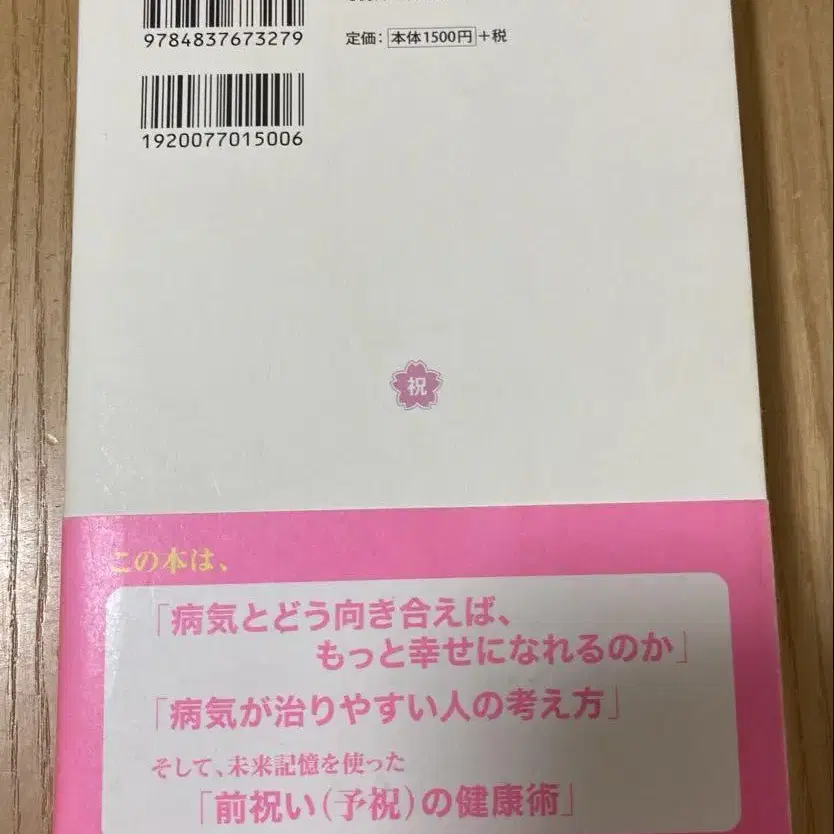 9784837673279
定価：本体1500円＋税
1920077015006
祝
この本は、
「病気とどう向き合えば、
もっと幸せになれるのか」
「病気が治りやすい人の考え方」
そして、未来記憶を使った
「前祝い（予祝）の健康術」